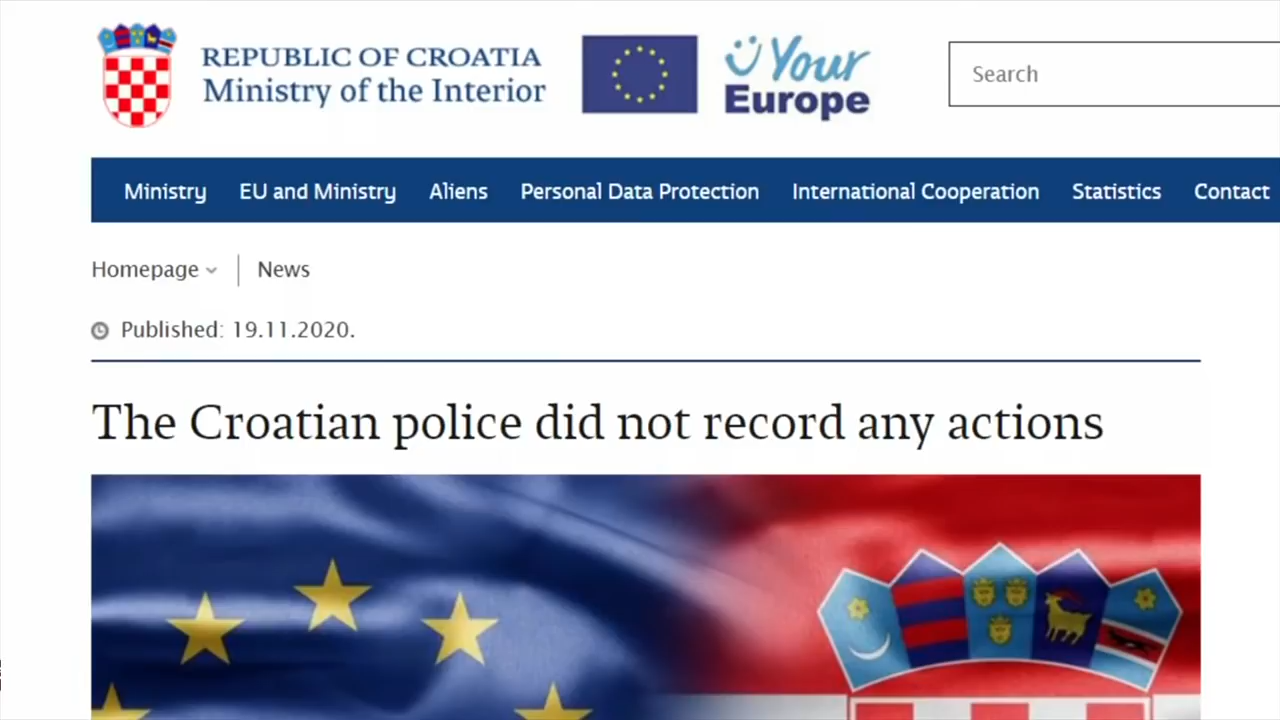 REPUBLIC OF CROATIA
Ministry of the Interior
Your
Europe
Search
Ministry EU and Ministry Aliens Personal Data Protection International Cooperation Statistics Contact
Homepage News
Published: 19.11.2020.
The Croatian police did not record any actions